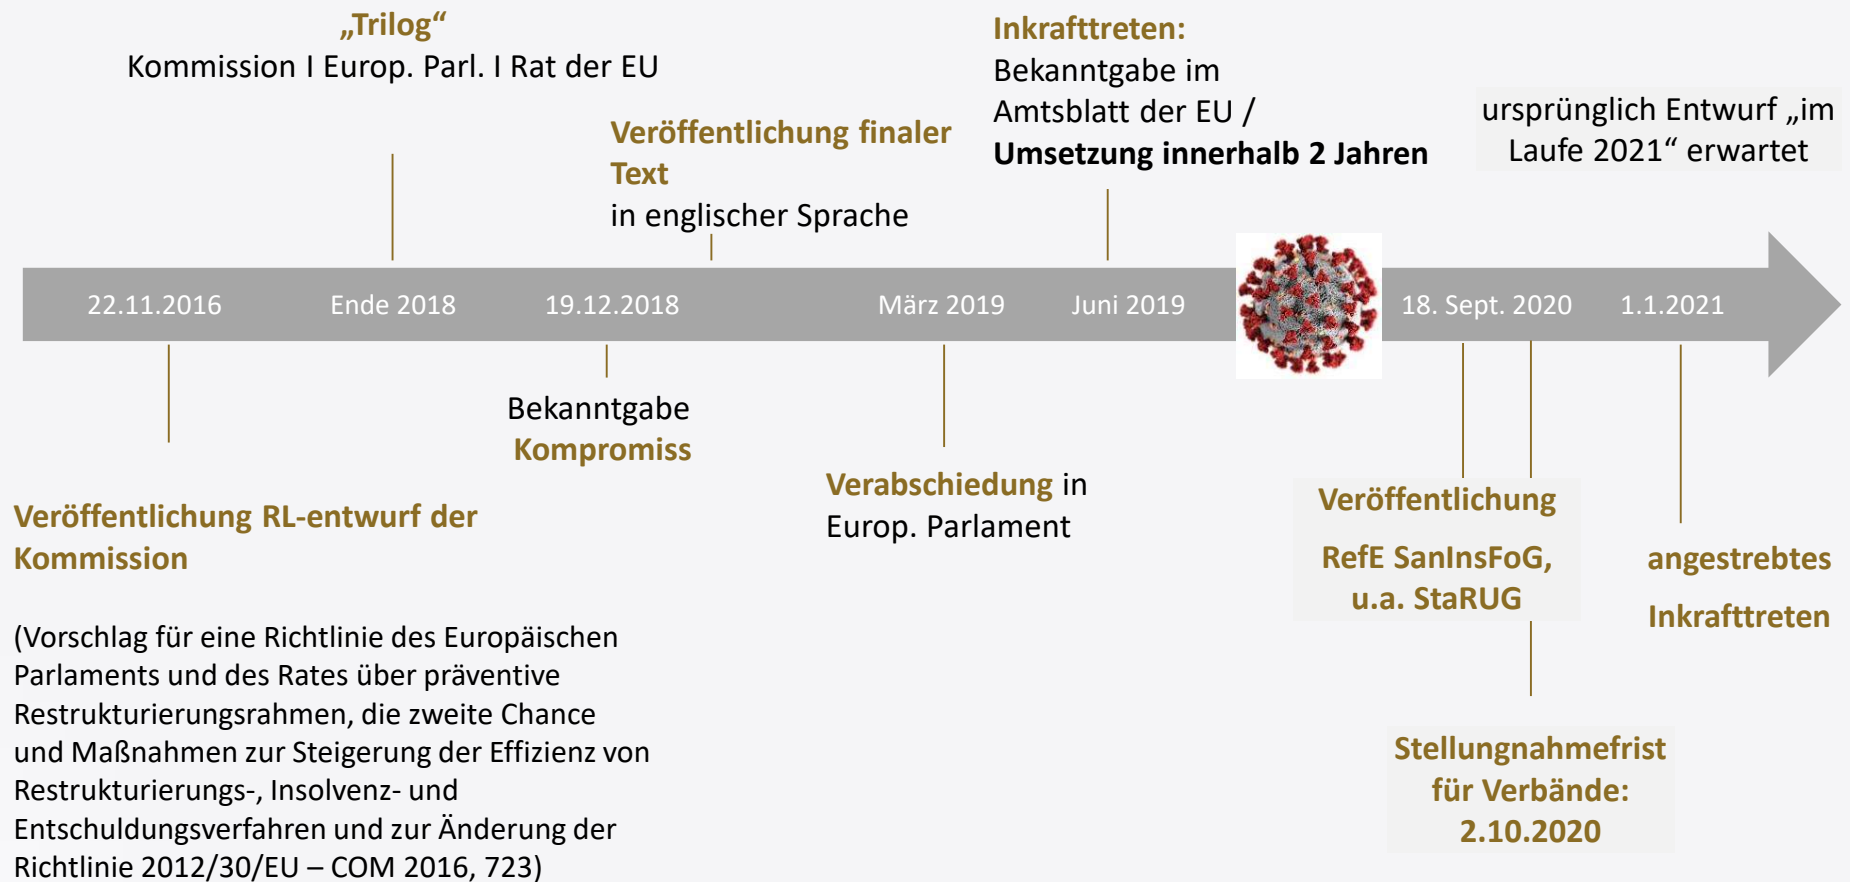 „Trilog“
Kommission I Europ. Parl. I Rat der EU
Veröffentlichung finaler
Text
in englischer Sprache
Inkrafttreten:
Bekanntgabe im
Amtsblatt der EU /
Umsetzung innerhalb 2 Jahren
ursprünglich Entwurf „im
Laufe 2021“ erwartet
22.11.2016
Ende 2018
19.12.2018
März 2019
Juni 2019
18. Sept. 2020
1.1.2021
Veröffentlichung RL-entwurf der
Kommission
(Vorschlag für eine Richtlinie des Europäischen
Parlaments und des Rates über präventive
Restrukturierungsrahmen, die zweite Chance
und Maßnahmen zur Steigerung der Effizienz von
Restrukturierungs-, Insolvenz- und
Entschuldungsverfahren und zur Änderung der
Richtlinie 2012/30/EU – COM 2016, 723)
Bekanntgabe
Kompromiss
Verabschiedung in
Europ. Parlament
Veröffentlichung
RefE SanInsFoG,
u.a. StaRUG
Stellungnahmefrist
für Verbände:
2.10.2020
angestrebtes
Inkrafttreten